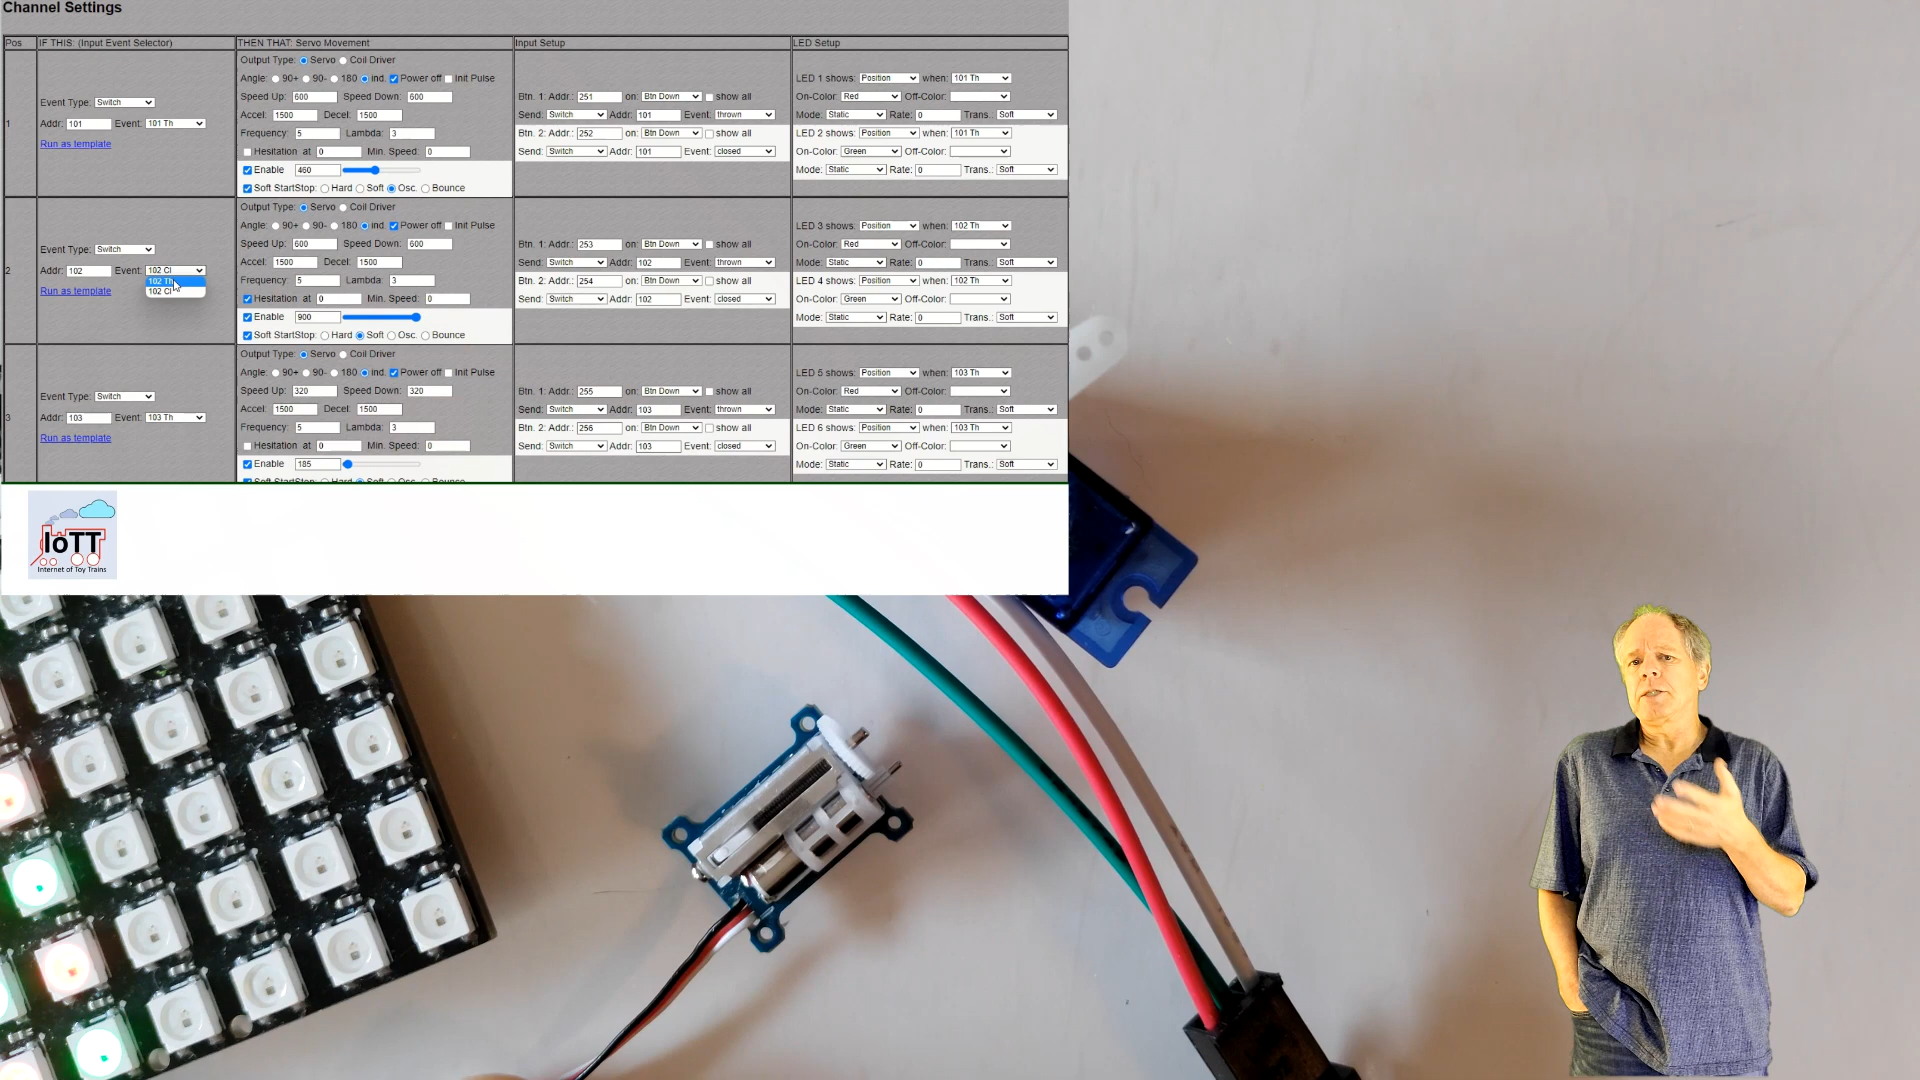 Channel Settings
Pos IF THIS: (Input Event Selector) THEN THAT: Servo Movement Input Setup LED Setup
1
Event Type: Switch
Addr: 101 Event: 101 Th
Run as template
Output Type: Servo Coil Driver
Angle: 90+ 90- 180 ind. Power off Init Pulse
Speed Up: 600 Speed Down: 600
Accel: 1500 Decel: 1500
Frequency: 5 Lambda: 3
Hesitation at 0 Min. Speed: 0
Enable 460
Soft StartStop: Hard Soft Osc. Bounce
Btn. 1: Addr.: 251 on: Btn Down show all
Send: Switch Addr: 101 Event: thrown
Btn. 2: Addr.: 252 on: Btn Down show all
Send: Switch Addr: 101 Event: closed
LED 1 shows: Position when: 101 Th
On-Color: Red Off-Color:
Mode: Static Rate: 0 Trans.: Soft
LED 2 shows: Position when: 101 Th
On-Color: Green Off-Color:
Mode: Static Rate: 0 Trans.: Soft
2
Event Type: Switch
Addr: 102 Event: 102 Cl
102 Th
102 Cl
Run as template
Output Type: Servo Coil Driver
Angle: 90+ 90- 180 ind. Power off Init Pulse
Speed Up: 600 Speed Down: 600
Accel: 1500 Decel: 1500
Frequency: 5 Lambda: 3
Hesitation at 0 Min. Speed: 0
Enable 900
Soft StartStop: Hard Soft Osc. Bounce
Btn. 1: Addr.: 253 on: Btn Down show all
Send: Switch Addr: 102 Event: thrown
Btn. 2: Addr.: 254 on: Btn Down show all
Send: Switch Addr: 102 Event: closed
LED 3 shows: Position when: 102 Th
On-Color: Red Off-Color:
Mode: Static Rate: 0 Trans.: Soft
LED 4 shows: Position when: 102 Th
On-Color: Green Off-Color:
Mode: Static Rate: 0 Trans.: Soft
3
Event Type: Switch
Addr: 103 Event: 103 Th
Run as template
Output Type: Servo Coil Driver
Angle: 90+ 90- 180 ind. Power off Init Pulse
Speed Up: 320 Speed Down: 320
Accel: 1500 Decel: 1500
Frequency: 5 Lambda: 3
Hesitation at 0 Min. Speed: 0
Enable 185
Soft StartStop: Hard Soft Osc. Bounce
Btn. 1: Addr.: 255 on: Btn Down show all
Send: Switch Addr: 103 Event: thrown
Btn. 2: Addr.: 256 on: Btn Down show all
Send: Switch Addr: 103 Event: closed
LED 5 shows: Position when: 103 Th
On-Color: Red Off-Color:
Mode: Static Rate: 0 Trans.: Soft
LED 6 shows: Position when: 103 Th
On-Color: Green Off-Color:
Mode: Static Rate: 0 Trans.: Soft
IoTT
Internet of Toy Trains